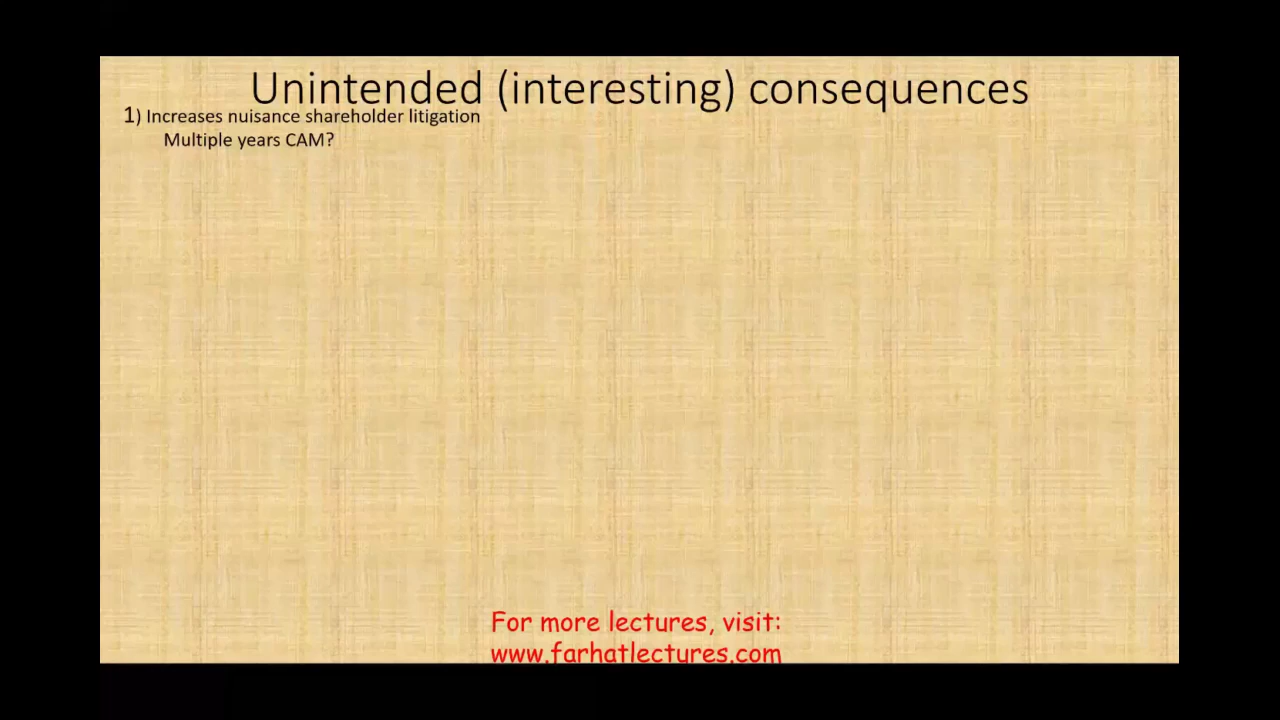 Unintended (interesting) consequences
1) Increases nuisance shareholder litigation
Multiple years CAM?
For more lectures, visit:
www.farhatlectures.com